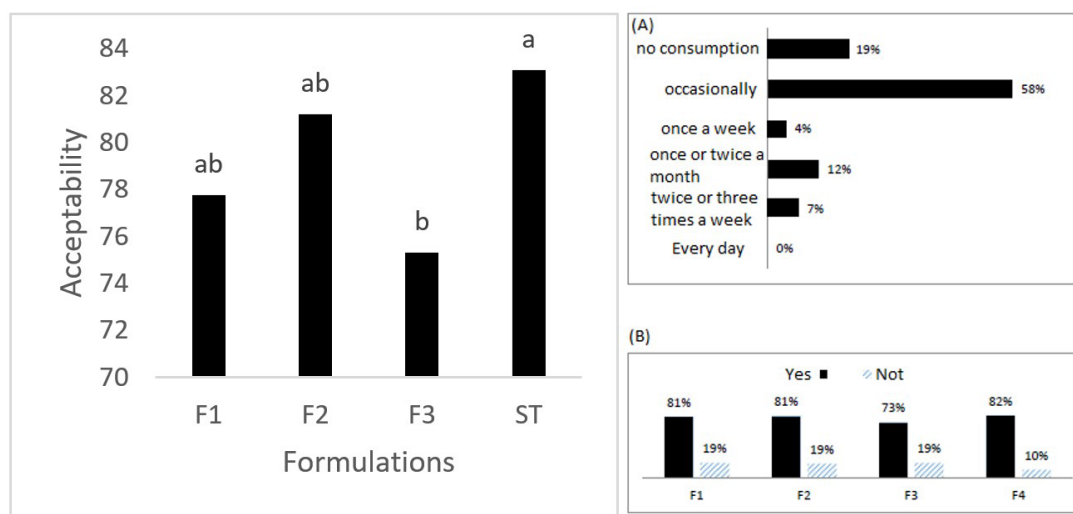 84
82
80
78
76
74
72
70
Acceptability
ab
ab
b
a
F1 F2 F3 ST
Formulations
(A)
no consumption 19%
occasionally 58%
once a week 4%
once or twice a
month 12%
twice or three
times a week 7%
Every day 0%
(B)
Yes Not
81% 19% 81% 19% 73% 19% 82% 10%
F1 F2 F3 F4